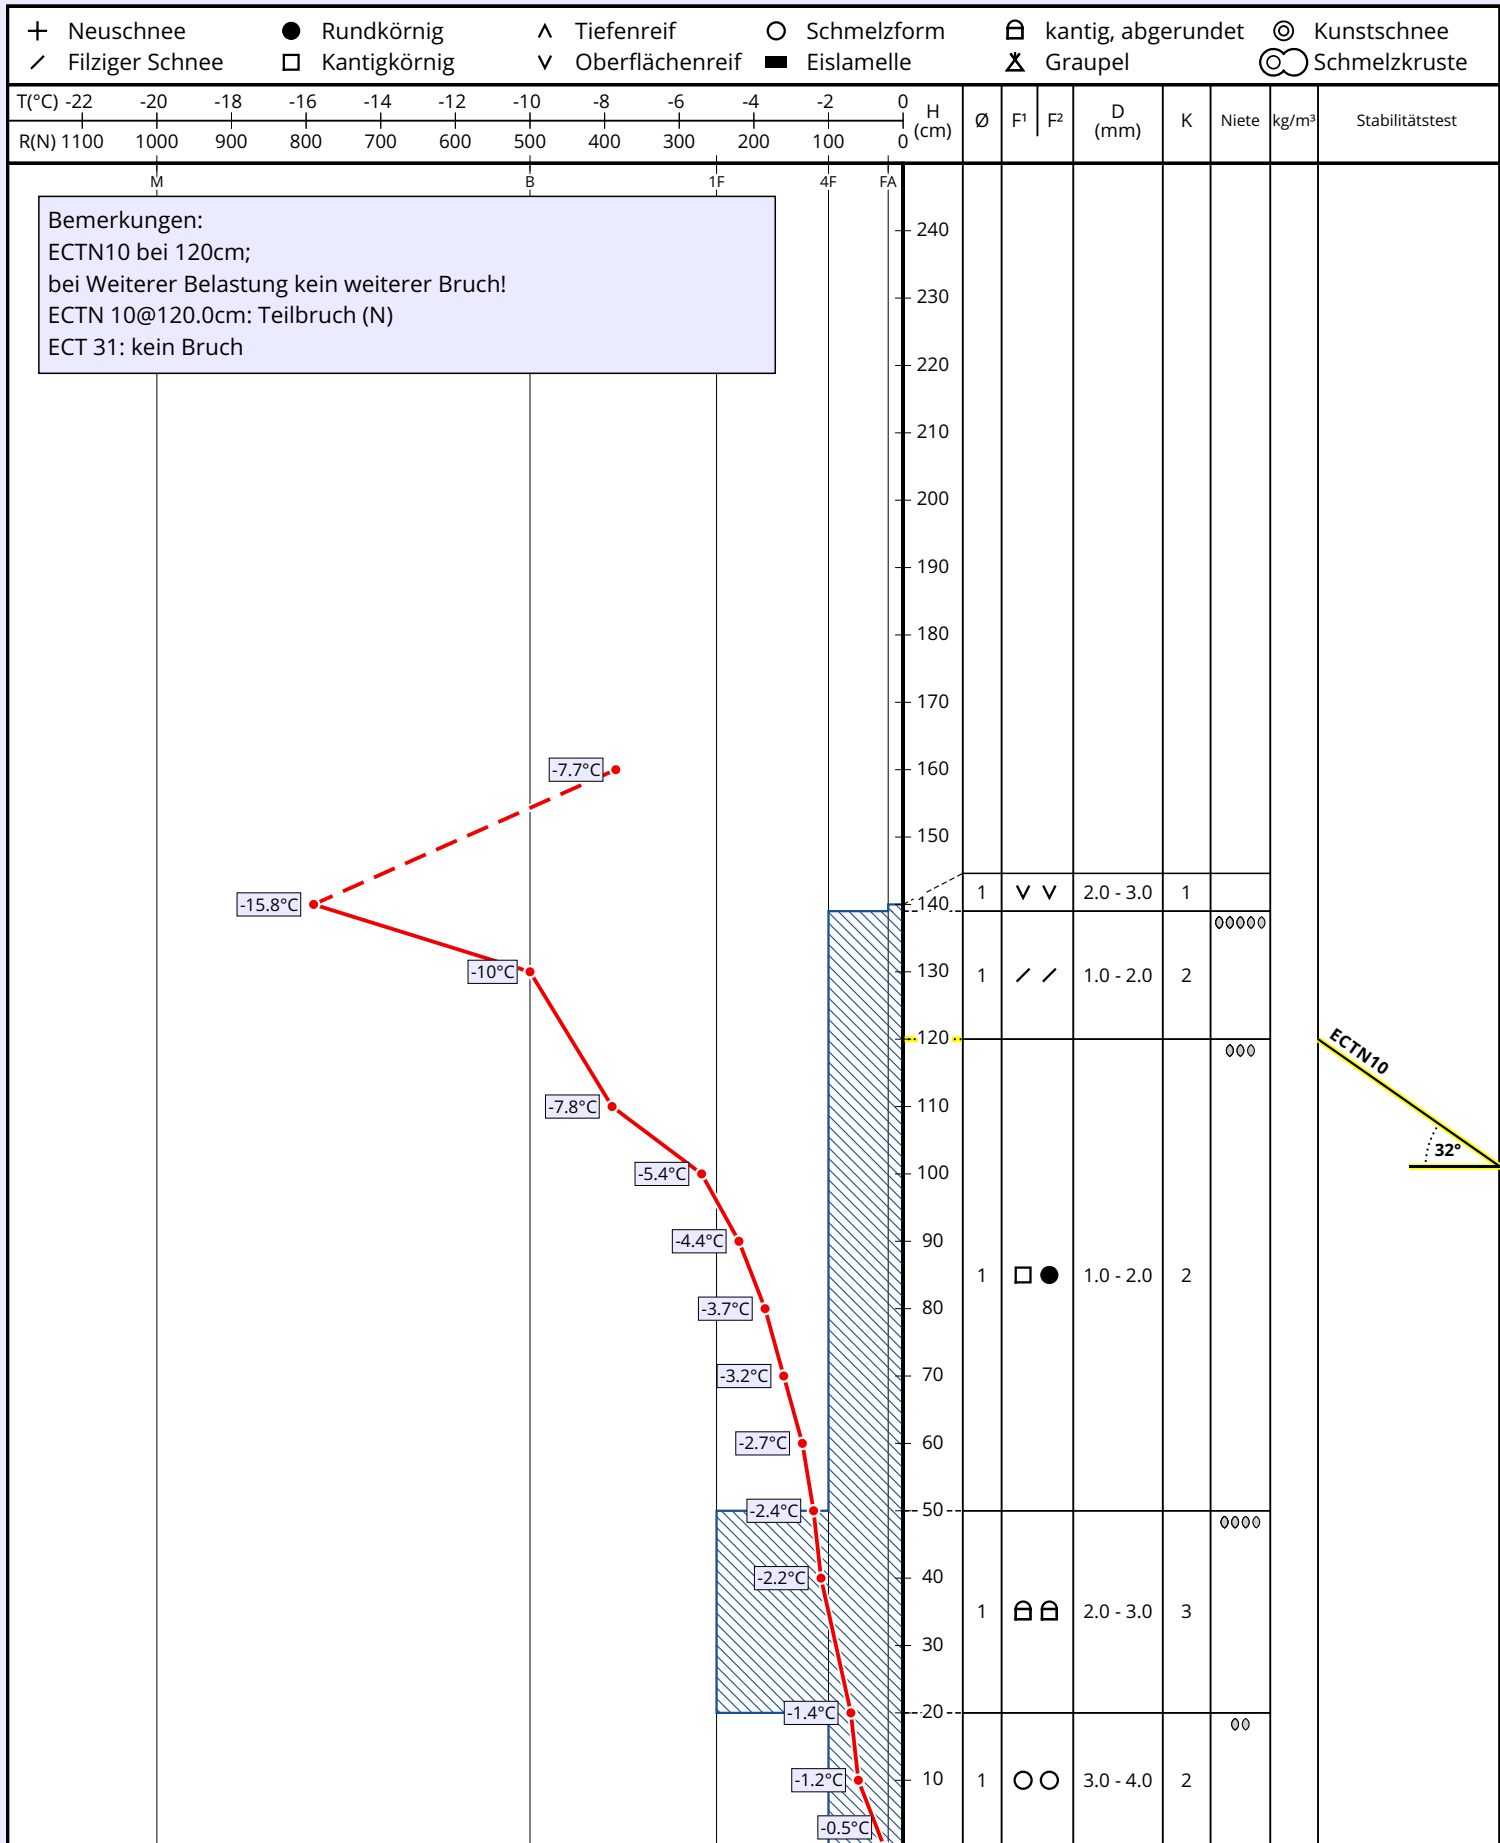 Neuschnee Rundkörnig Tiefenreif Schmelzform kantig, abgerundet Kunstschnee
Filziger Schnee Kantigkörnig Oberflächenreif Eislamelle Graupel Schmelzkruste
T(°C) -22 -20 -18 -16 -14 -12 -10 -8 -6 -4 -2 0
R(N) 1100 1000 900 800 700 600 500 400 300 200 100 0
H (cm) Ø F¹ F² D (mm) K Niete kg/m³ Stabilitätstest
M B 1F 4F FA
Bemerkungen:
ECTN10 bei 120cm;
bei Weiterer Belastung kein weiterer Bruch!
ECTN 10@120.0cm: Teilbruch (N)
ECT 31: kein Bruch
240
230
220
210
200
190
180
170
-7.7°C 160
150
1 2.0 - 3.0 1
-15.8°C 140
-10°C 130 1 1.0 - 2.0 2
120 ECTN10
-7.8°C 110
32°
-5.4°C 100
-4.4°C 90
1 1.0 - 2.0 2
-3.7°C 80
-3.2°C 70
-2.7°C 60
-2.4°C 50
-2.2°C 40
1 2.0 - 3.0 3
30
-1.4°C 20
-1.2°C 10 1 3.0 - 4.0 2
-0.5°C